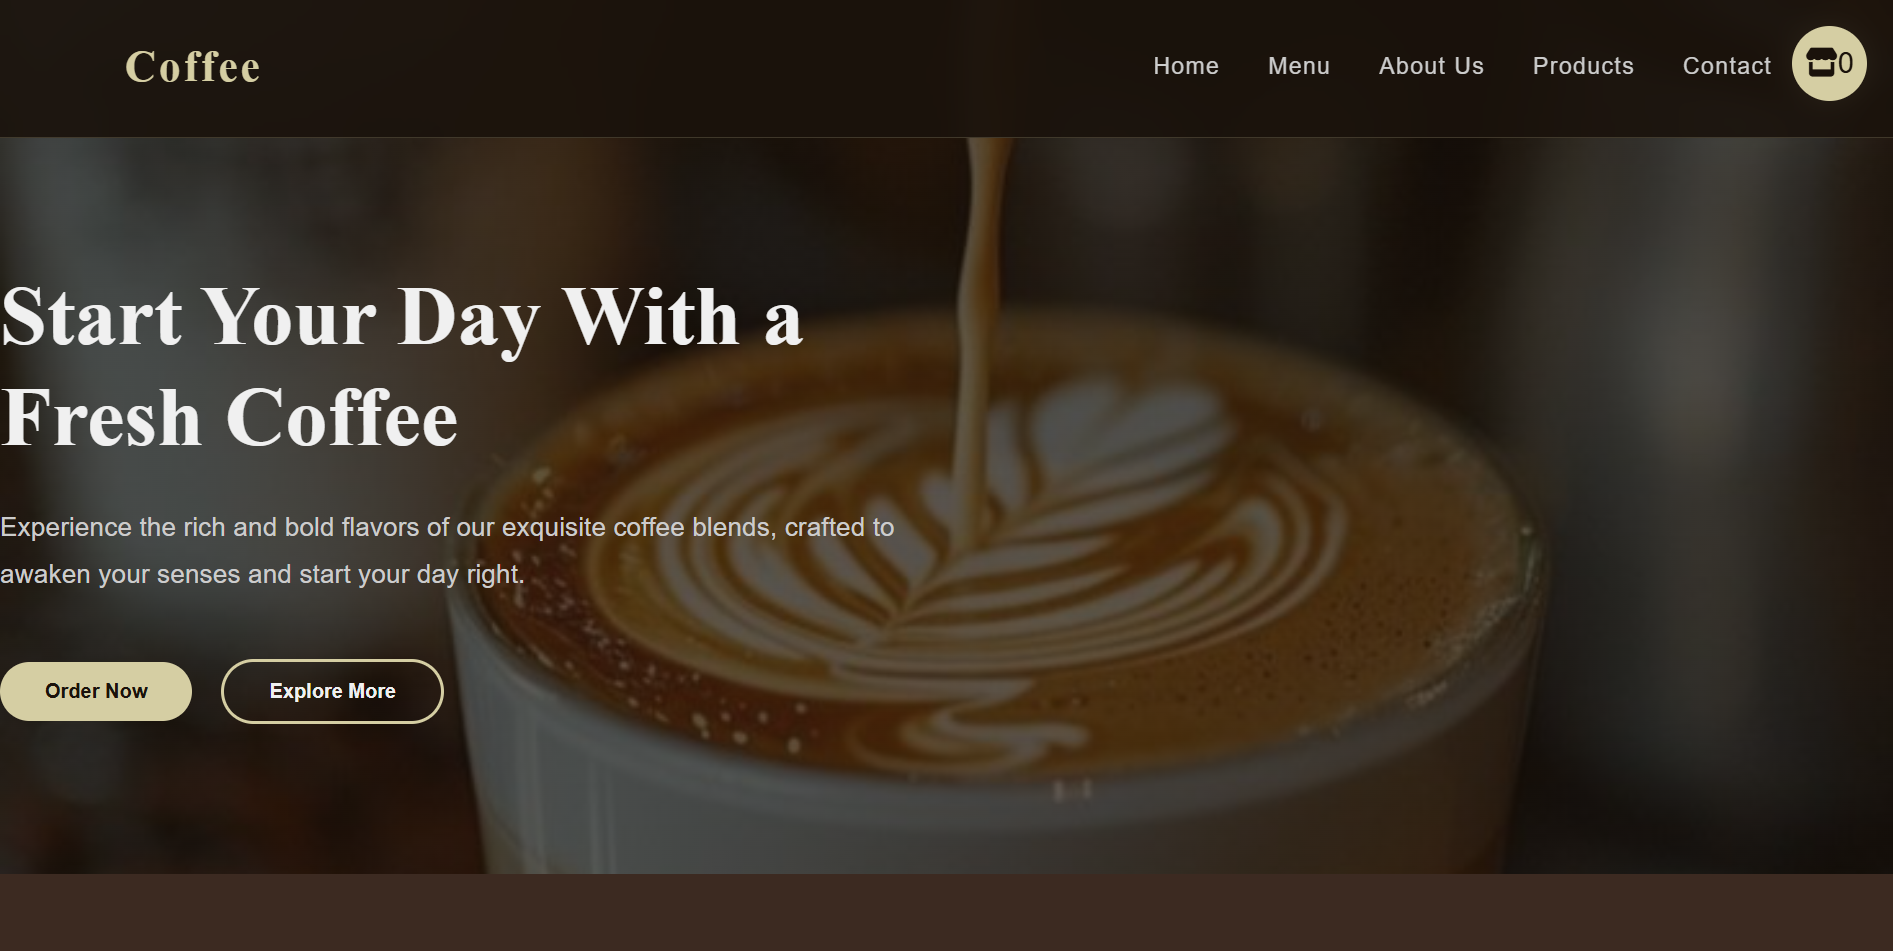 Coffee
Home Menu About Us Products Contact 0
Start Your Day With a
Fresh Coffee
Experience the rich and bold flavors of our exquisite coffee blends, crafted to
awaken your senses and start your day right.
Order Now Explore More